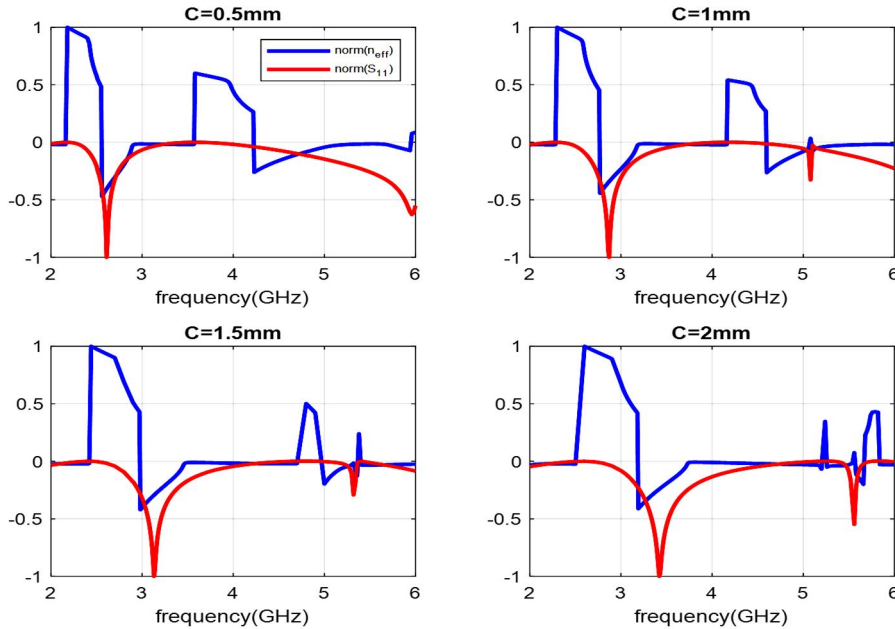 C=0.5mm
1
0.5
0
-0.5
-1
norm(n_eff)
norm(S_11)
2 3 4 5 6
frequency(GHz)
C=1mm
1
0.5
0
-0.5
-1
2 3 4 5 6
frequency(GHz)
C=1.5mm
1
0.5
0
-0.5
-1
2 3 4 5 6
frequency(GHz)
C=2mm
1
0.5
0
-0.5
-1
2 3 4 5 6
frequency(GHz)